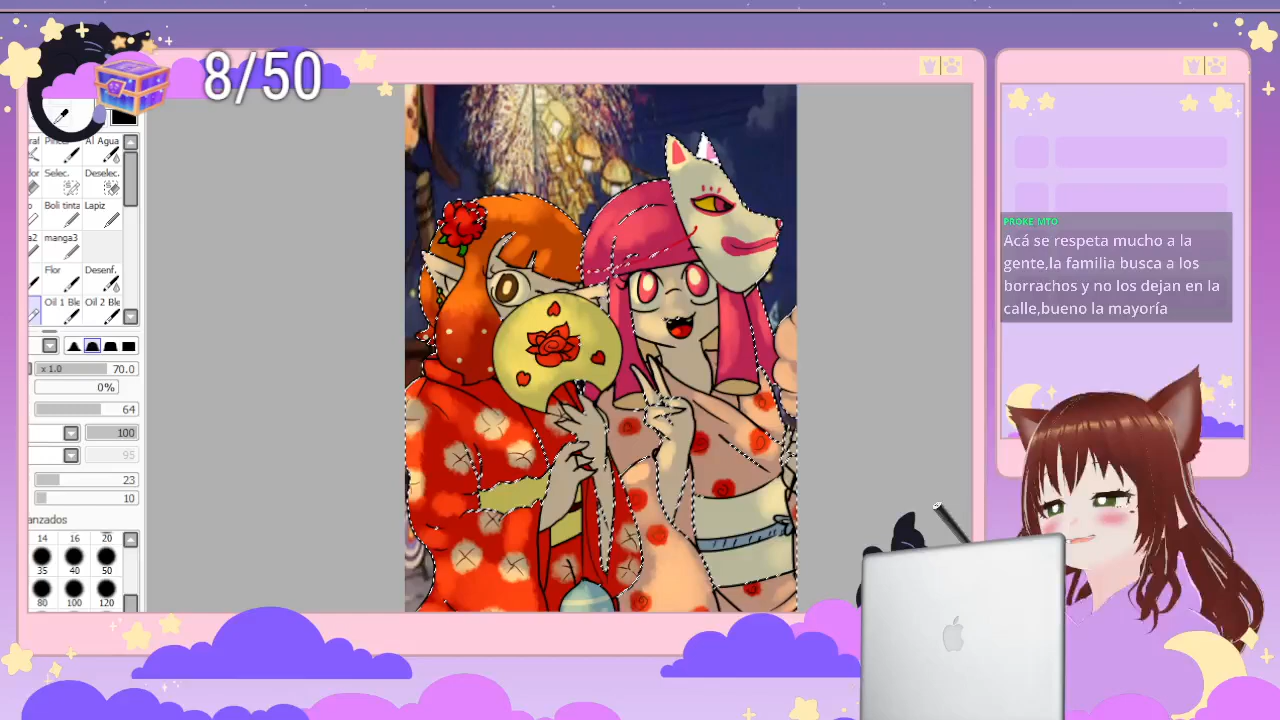 8/50
Al Agua
Selec.
Deselec.
Boli tinta
Lapiz
manga3
Flor
Desenf.
Oil 1 Ble
Oil 2 Ble
x 1.0
70.0
0%
64
100
95
23
10
anzados
14 16 20
35 40 50
80 100 120
PROKE MTO
Acá se respeta mucho a la
gente,la familia busca a los
borrachos y no los dejan en la
calle,bueno la mayoría